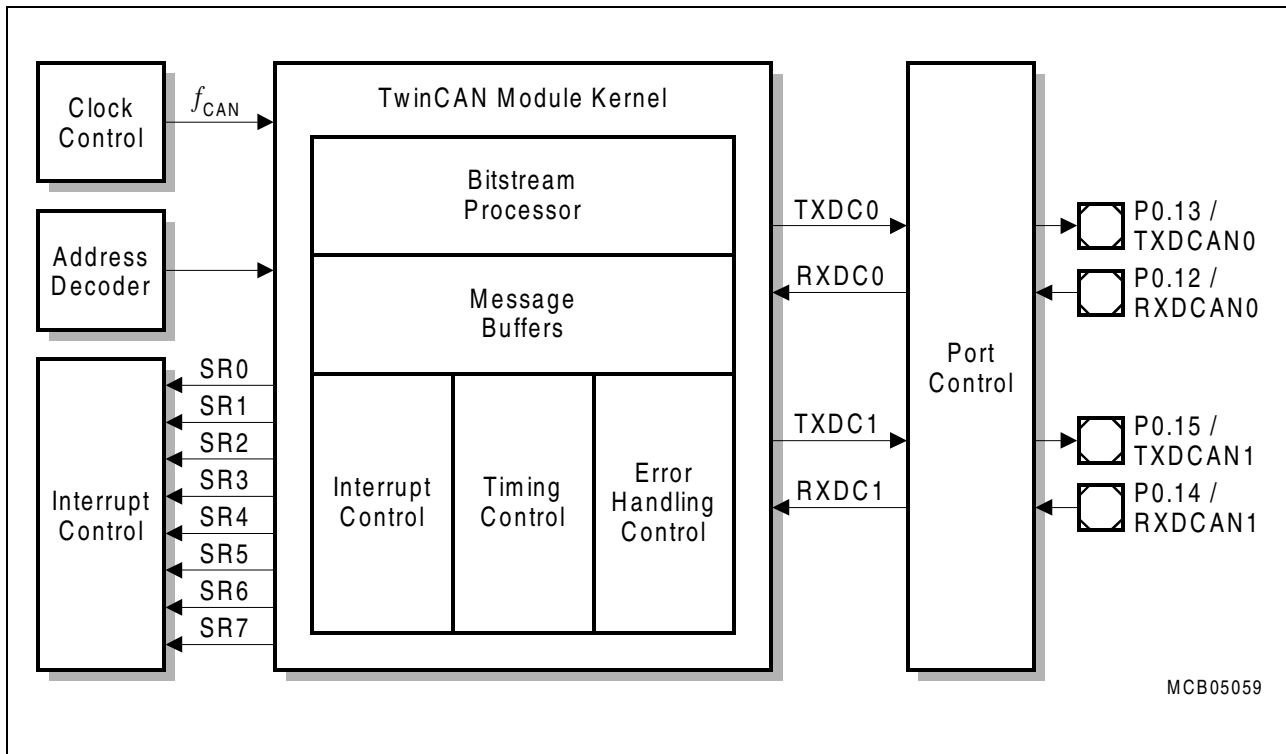 Clock
Control
fCAN
Address
Decoder
Interrupt
Control
SR0
SR1
SR2
SR3
SR4
SR5
SR6
SR7
TwinCAN Module Kernel
Bitstream
Processor
Message
Buffers
Interrupt
Control
Timing
Control
Error
Handling
Control
TXDC0
RXDC0
TXDC1
RXDC1
Port
Control
P0.13 /
TXDCAN0
P0.12 /
RXDCAN0
P0.15 /
TXDCAN1
P0.14 /
RXDCAN1
MCB05059